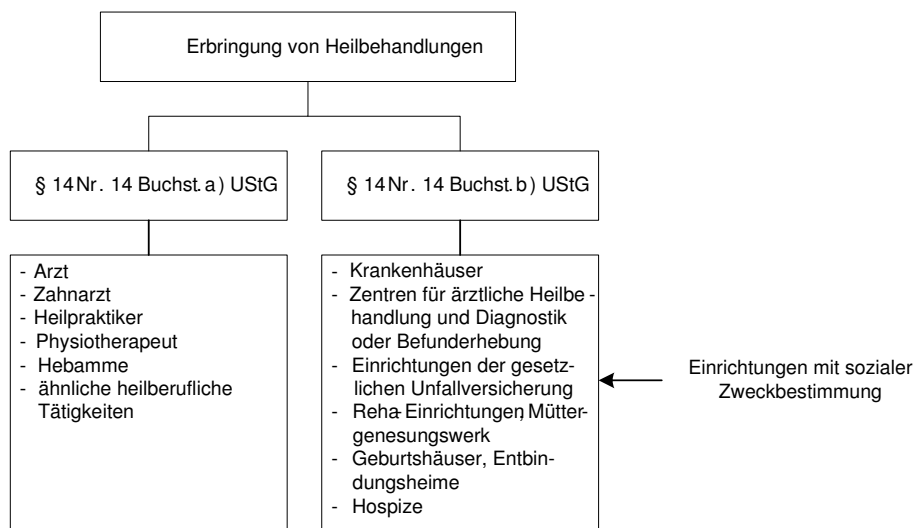 Erbringung von Heilbehandlungen
§ 14 Nr. 14 Buchst. a) UStG
§ 14 Nr. 14 Buchst. b) UStG
- Arzt
- Zahnarzt
- Heilpraktiker
- Physiotherapeut
- Hebamme
- ähnliche heilberufliche
Tätigkeiten
- Krankenhäuser
- Zentren für ärztliche Heilbe-
handlung und Diagnostik
oder Befunderhebung
- Einrichtungen der gesetz-
lichen Unfallversicherung
- Reha-Einrichtungen, Mütter-
genesungswerk
- Geburtshäuser, Entbin-
dungsheime
- Hospize
Einrichtungen mit sozialer
Zweckbestimmung